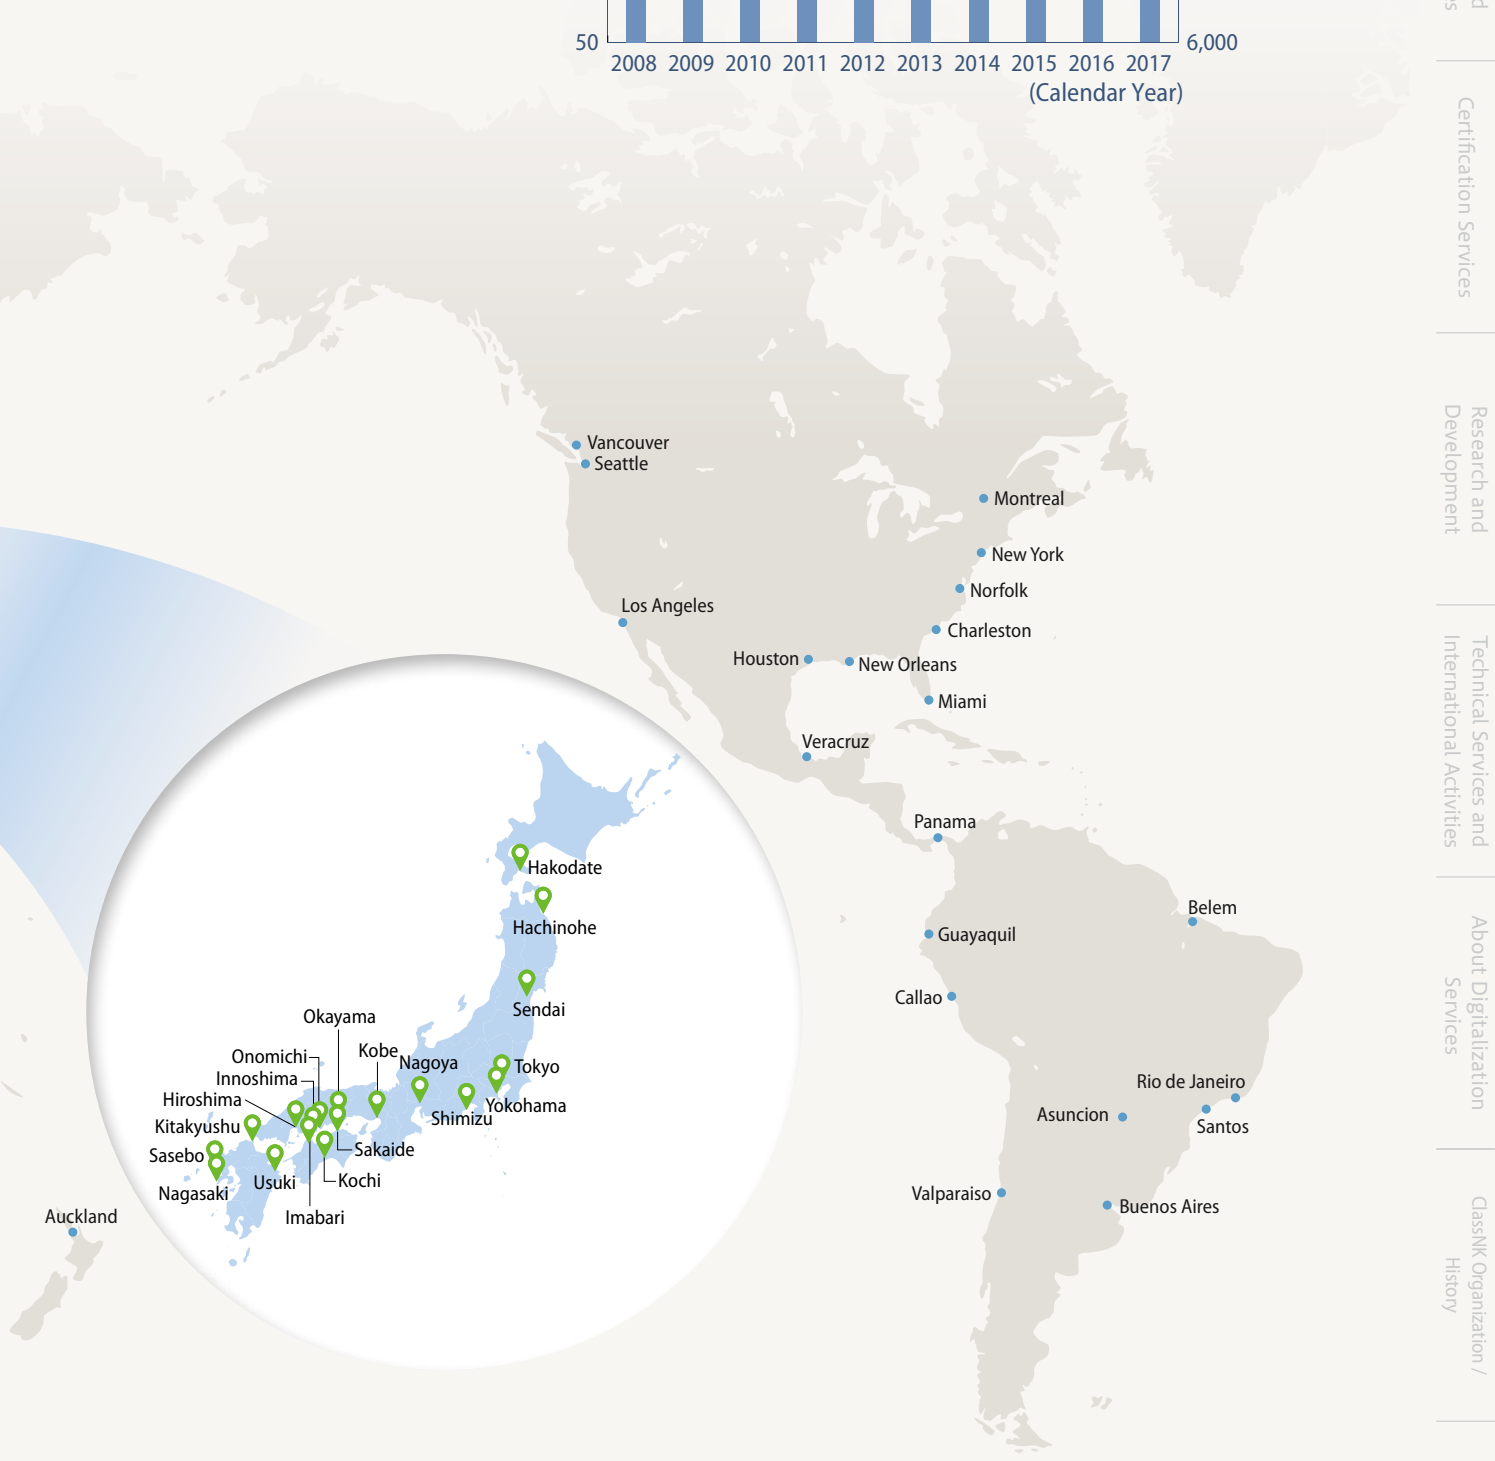 50
6,000
2008 2009 2010 2011 2012 2013 2014 2015 2016 2017
(Calendar Year)
Vancouver
Seattle
Montreal
New York
Norfolk
Los Angeles
Charleston
Houston
New Orleans
Miami
Veracruz
Panama
Belem
Guayaquil
Callao
Rio de Janeiro
Asuncion
Santos
Valparaiso
Buenos Aires
Auckland
Hakodate
Hachinohe
Sendai
Okayama
Onomichi
Kobe
Nagoya
Tokyo
Innoshima
Hiroshima
Yokohama
Shimizu
Kitakyushu
Sakaide
Sasebo
Usuki
Kochi
Nagasaki
Imabari
Certification Services
Research and
Development
Technical Services and
International Activities
About Digitalization
Services
ClassNK Organization /
History